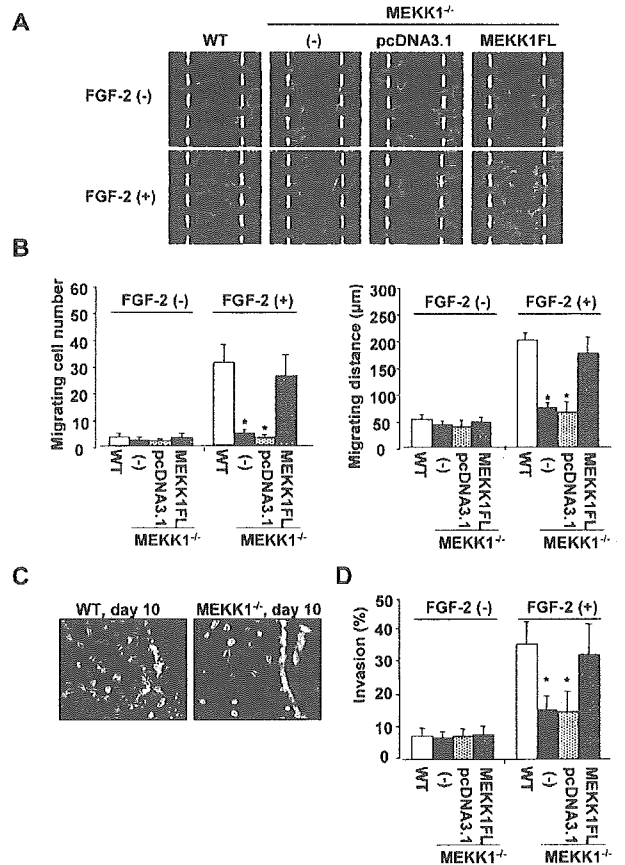 A
MEKK1-/-
WT (-) pcDNA3.1 MEKK1FL
FGF-2 (-)
FGF-2 (+)
B
Migrating cell number
60
50
40
30
20
10
0
FGF-2 (-) FGF-2 (+)
* *
WT (-) pcDNA3.1 MEKK1FL WT (-) pcDNA3.1 MEKK1FL
MEKK1-/- MEKK1-/-
Migrating distance (μm)
300
250
200
150
100
50
0
FGF-2 (-) FGF-2 (+)
* *
WT (-) pcDNA3.1 MEKK1FL WT (-) pcDNA3.1 MEKK1FL
MEKK1-/- MEKK1-/-
C
WT, day 10 MEKK1-/-, day 10
D
Invasion (%)
40
30
20
10
0
FGF-2 (-) FGF-2 (+)
* *
WT (-) pcDNA3.1 MEKK1FL WT (-) pcDNA3.1 MEKK1FL
MEKK1-/- MEKK1-/-